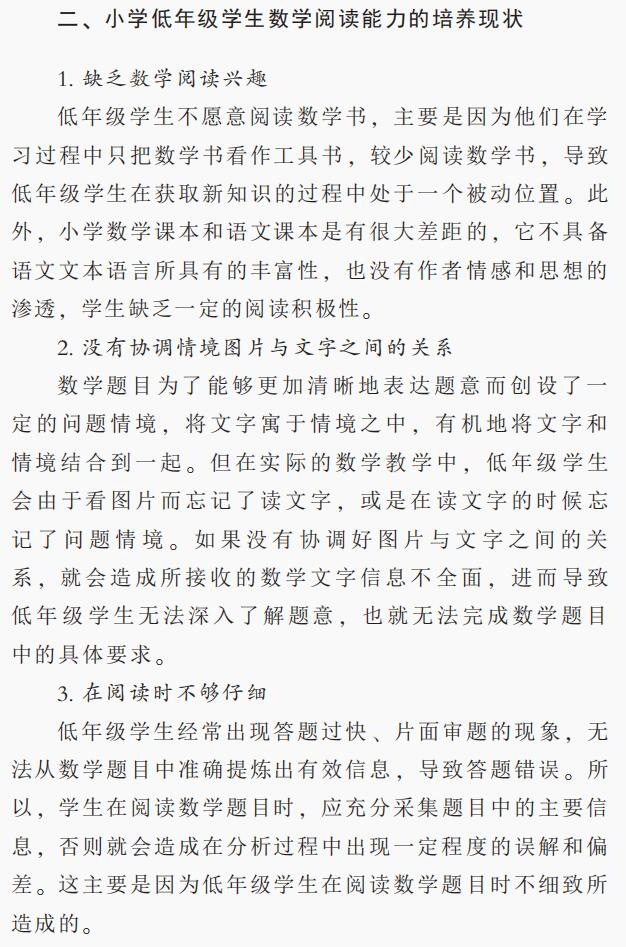 二、小学低年级学生数学阅读能力的培养现状
1. 缺乏数学阅读兴趣
低年级学生不愿意阅读数学书，主要是因为他们在学
习过程中只把数学书看作工具书，较少阅读数学书，导致
低年级学生在获取新知识的过程中处于一个被动位置。此
外，小学数学课本和语文课本是有很大差距的，它不具备
语文文本语言所具有的丰富性，也没有作者情感和思想的
渗透，学生缺乏一定的阅读积极性。
2. 没有协调情境图片与文字之间的关系
数学题目为了能够更加清晰地表达题意而创设了一
定的问题情境，将文字寓于情境之中，有机地将文字和
情境结合到一起。但在实际的数学教学中，低年级学生
会由于看图片而忘记了读文字，或是在读文字的时候忘
记了问题情境。如果没有协调好图片与文字之间的关
系，就会造成所接收的数学文字信息不全面，进而导致
低年级学生无法深入了解题意，也就无法完成数学题目
中的具体要求。
3. 在阅读时不够仔细
低年级学生经常出现答题过快、片面审题的现象，无
法从数学题目中准确提炼出有效信息，导致答题错误。所
以，学生在阅读数学题目时，应充分采集题目中的主要信
息，否则就会造成在分析过程中出现一定程度的误解和偏
差。这主要是因为低年级学生在阅读数学题目时不细致所
造成的。